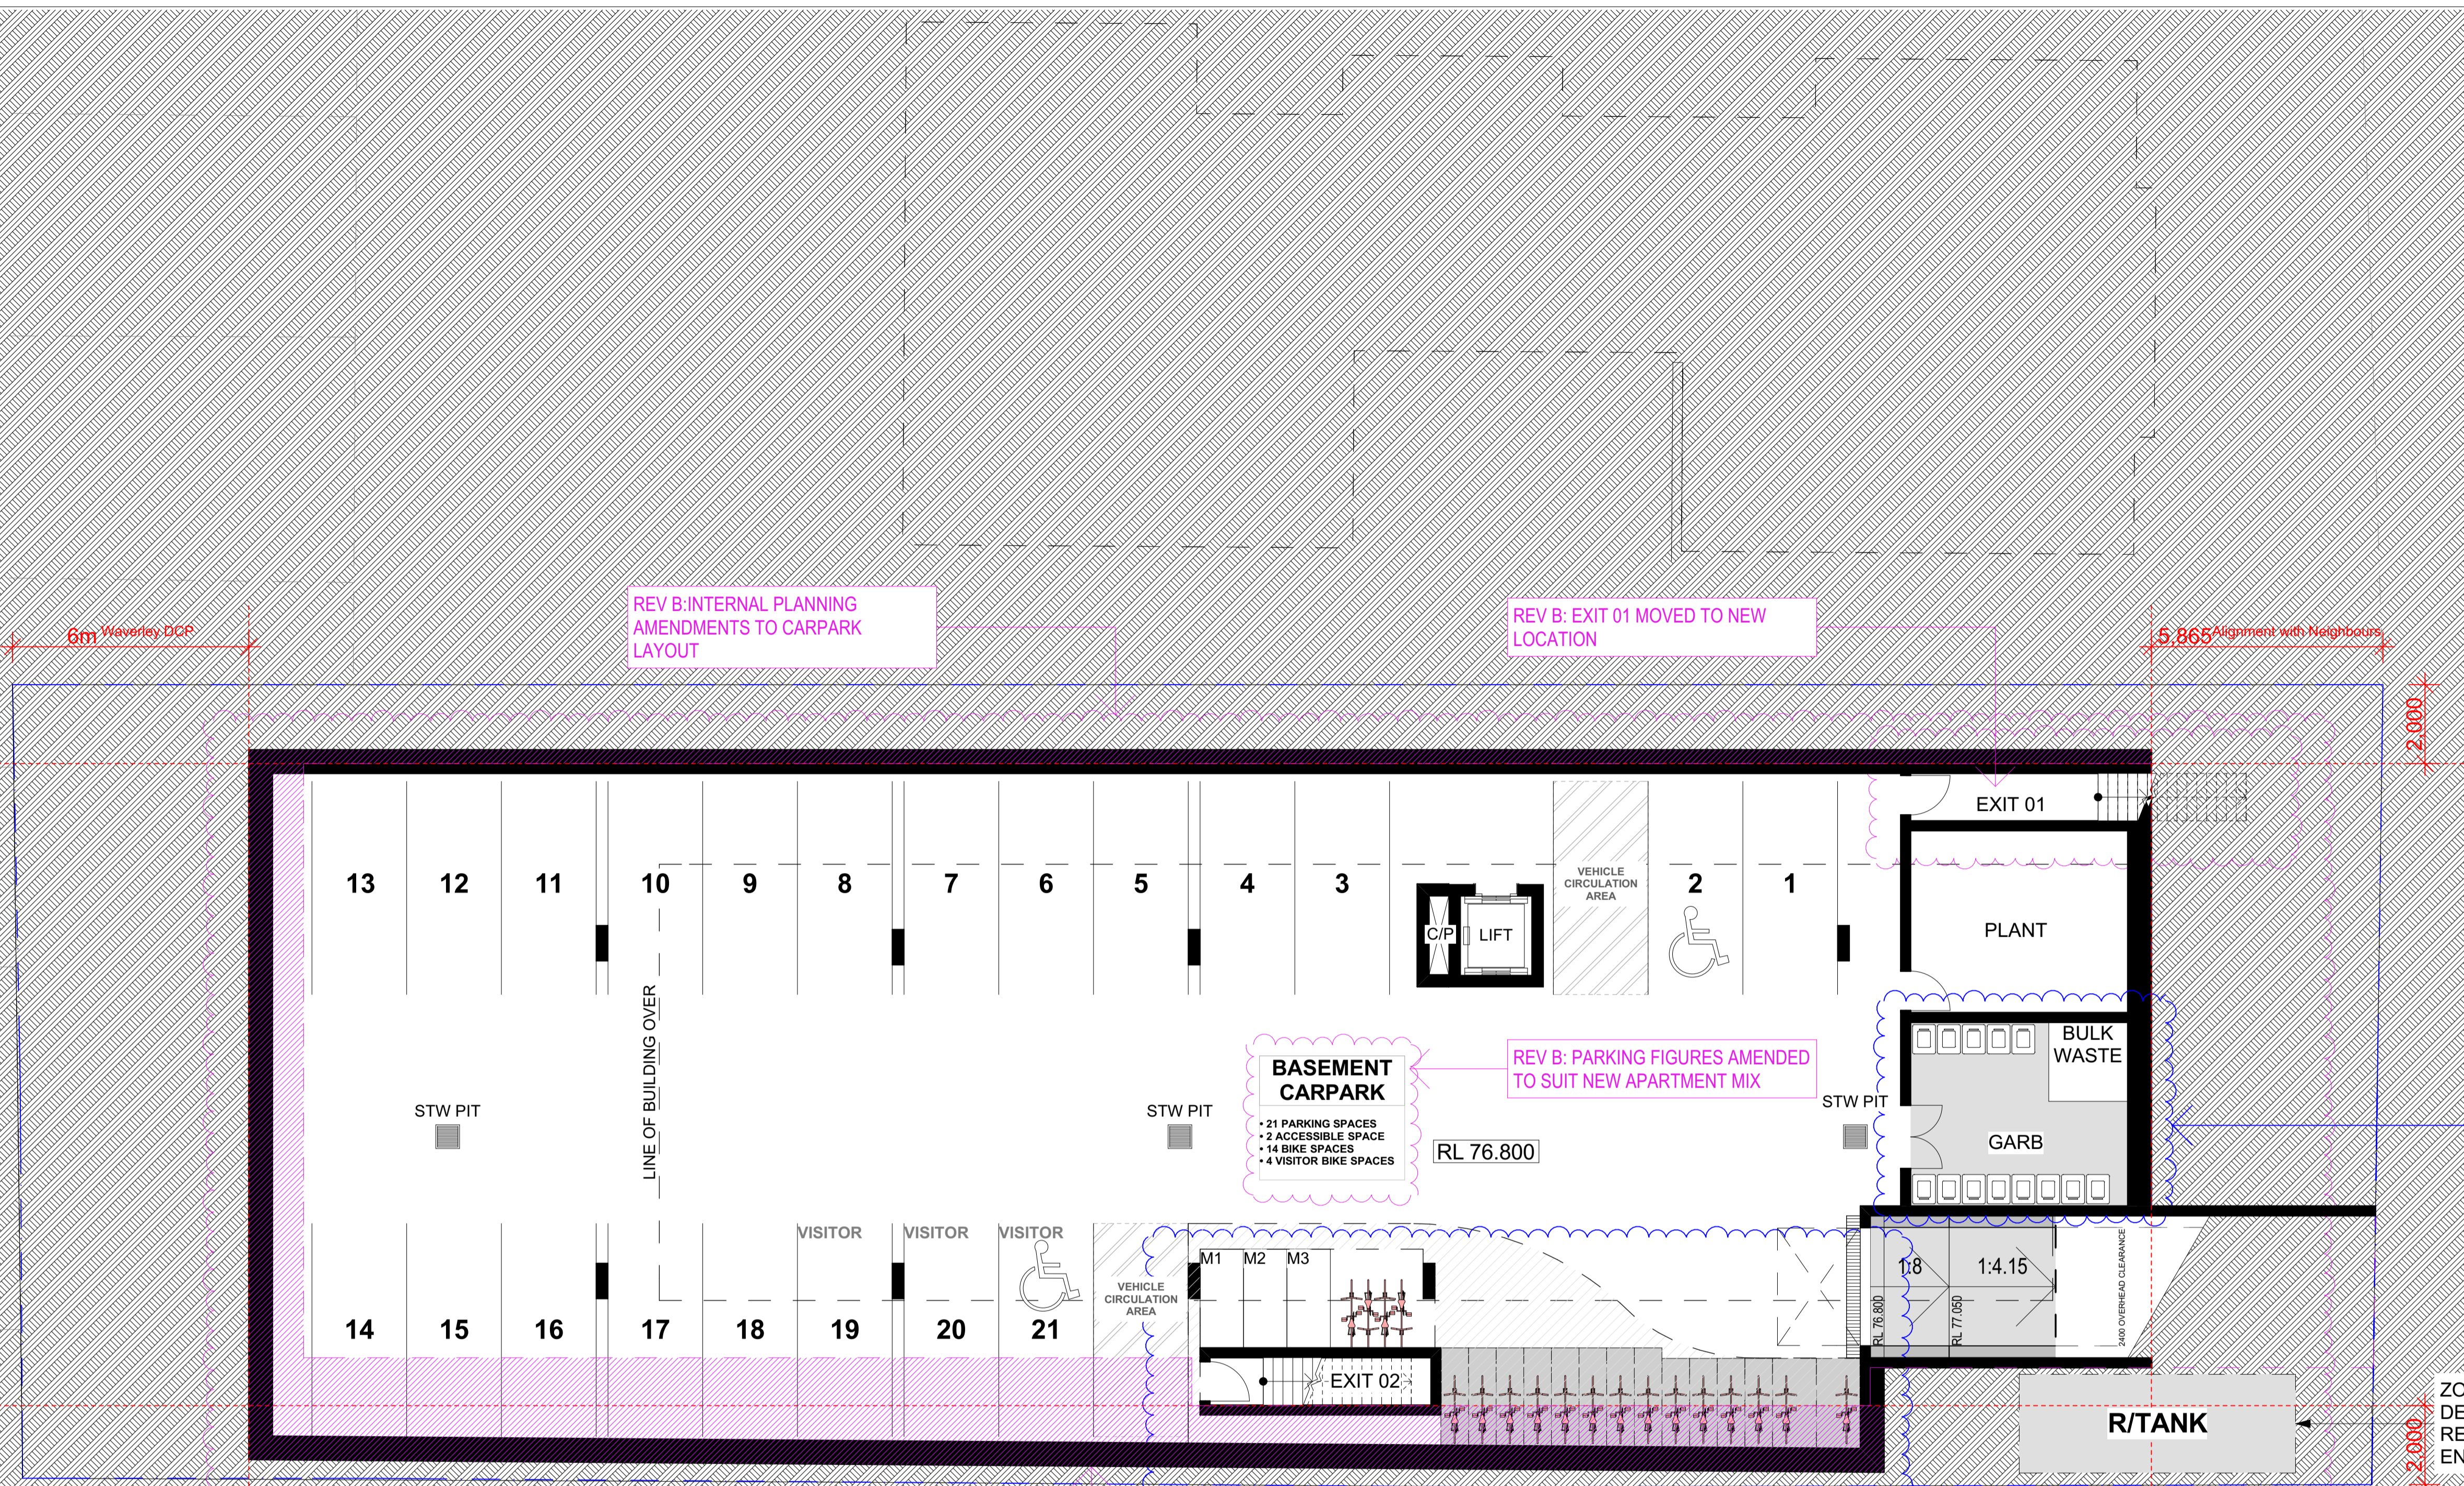 REV B:INTERNAL PLANNING
AMENDMENTS TO CARPARK
LAYOUT
REV B: EXIT 01 MOVED TO NEW
LOCATION
6m Waverley DCP
5,865 Alignment with Neighbours
2,000
EXIT 01
13
12
11
10
9
8
7
6
5
4
3
VEHICLE
CIRCULATION
AREA
2
1
C/P
LIFT
PLANT
LINE OF BUILDING OVER
BASEMENT
CARPARK
• 21 PARKING SPACES
• 2 ACCESSIBLE SPACE
• 14 BIKE SPACES
• 4 VISITOR BIKE SPACES
REV B: PARKING FIGURES AMENDED
TO SUIT NEW APARTMENT MIX
RL 76.800
STW PIT
STW PIT
STW PIT
BULK
WASTE
GARB
VISITOR
VISITOR
VISITOR
VEHICLE
CIRCULATION
AREA
M1
M2
M3
1:8
1:4.15
RL 76.800
RL 77.050
2400 OVERHEAD CLEARANCE
14
15
16
17
18
19
20
21
EXIT 02
R/TANK
ZO
DE
RE
EN
2,000